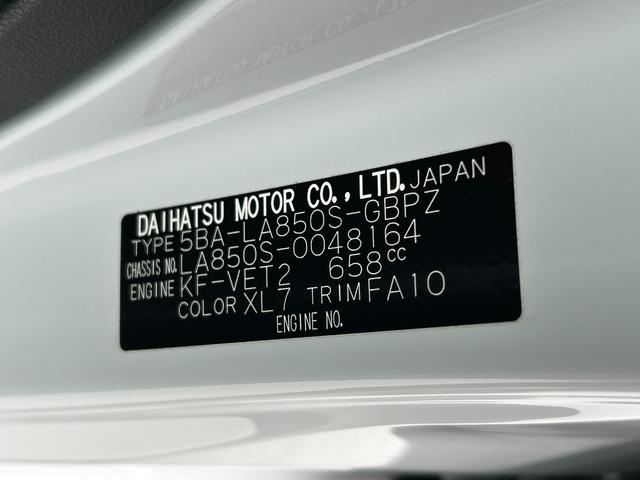 DAIHATSU MOTOR CO., LTD. JAPAN
TYPE 5BA-LA850S-GBPZ
CHASSIS NO. LA850S-0048164
ENGINE KF-VET2 658cc
COLOR XL7 TRIM FA10
ENGINE NO.